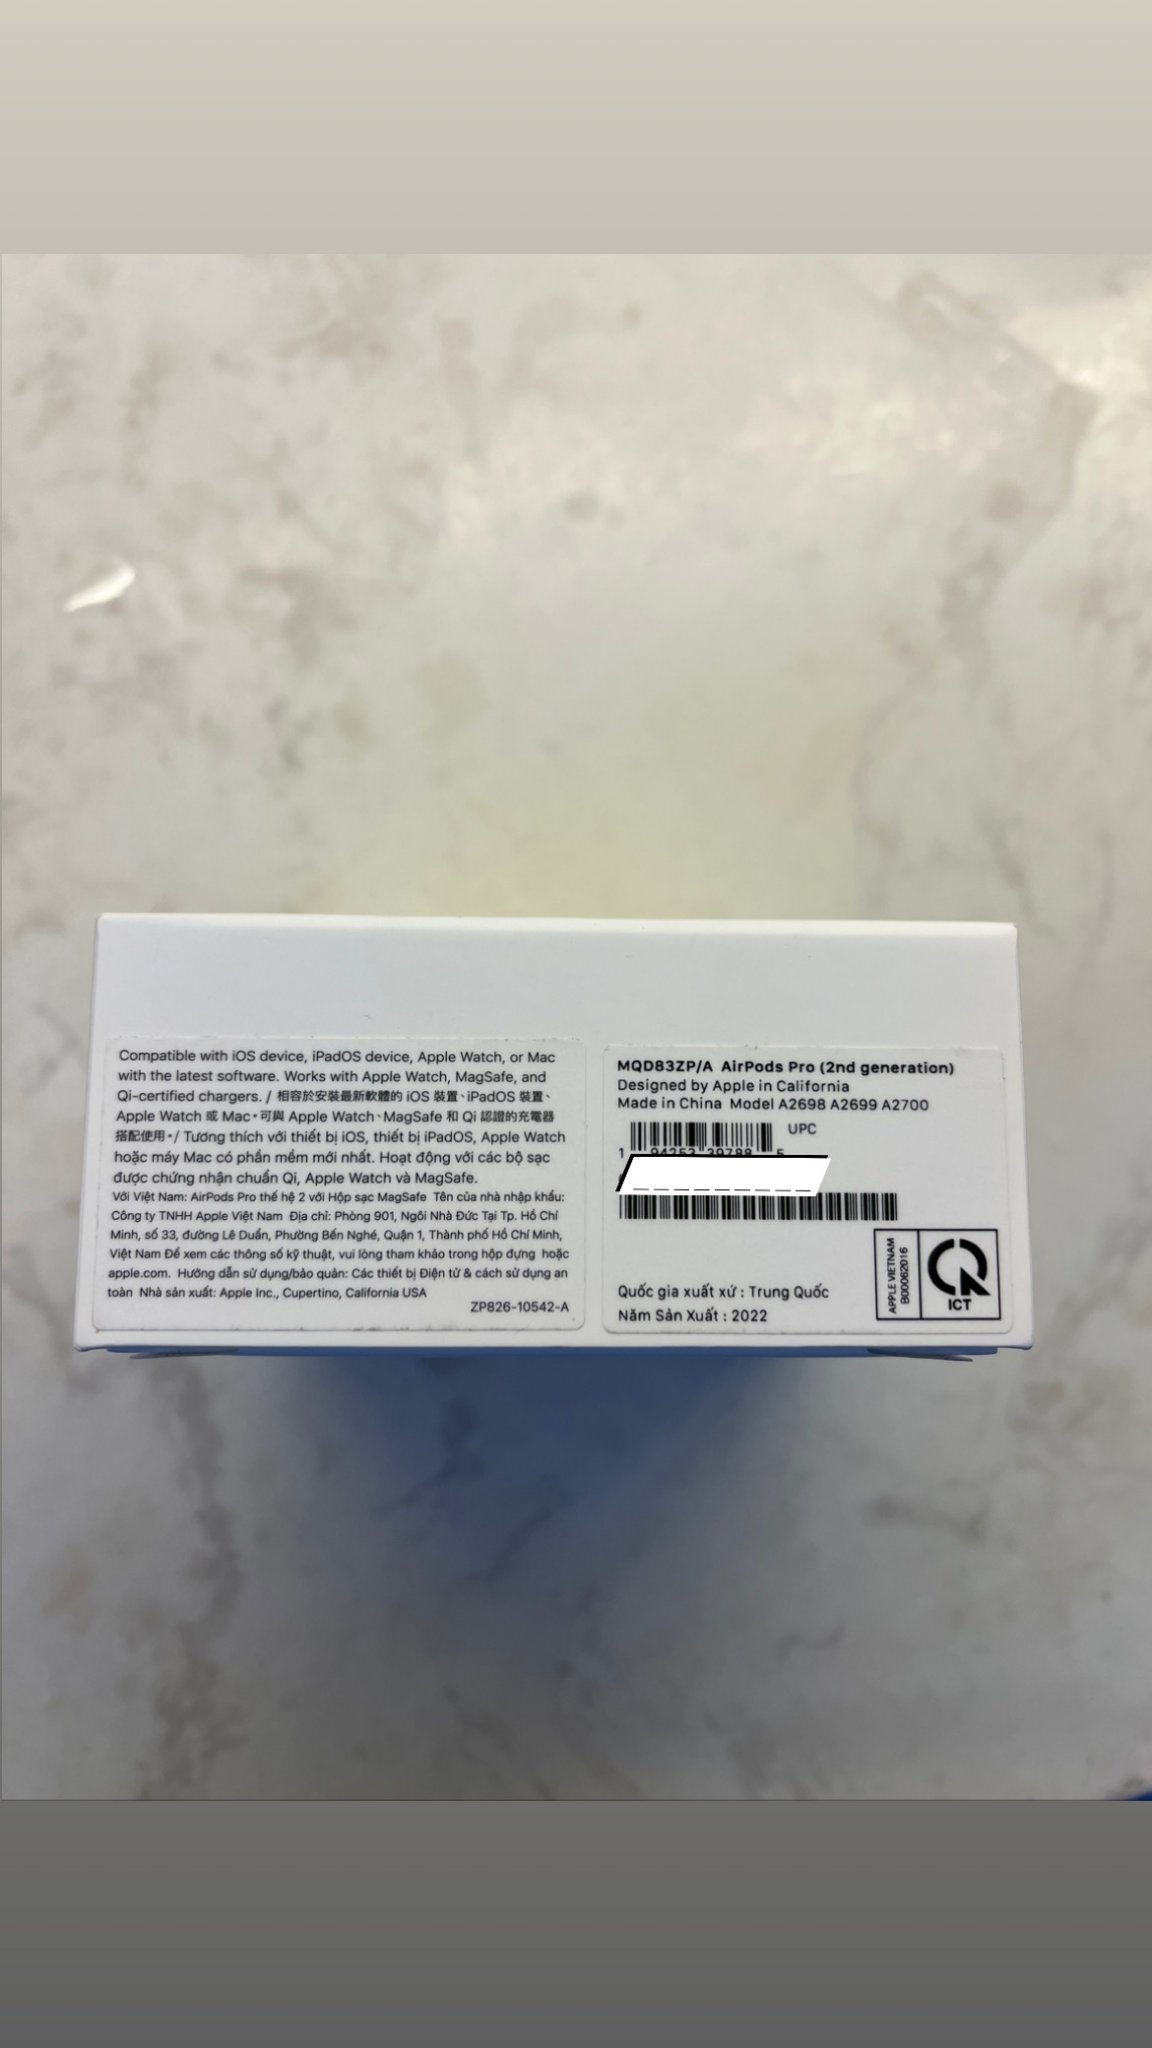 Compatible with iOS device, iPadOS device, Apple Watch, or Mac
with the latest software. Works with Apple Watch, MagSafe, and
Qi-certified chargers. / 相容於安裝最新軟體的 iOS 裝置、iPadOS 裝置、
Apple Watch 或 Mac。可與 Apple Watch、MagSafe 和 Qi 認證的充電器
搭配使用。/ Tương thích với thiết bị iOS, thiết bị iPadOS, Apple Watch
hoặc máy Mac có phần mềm mới nhất. Hoạt động với các bộ sạc
được chứng nhận chuẩn Qi, Apple Watch và MagSafe.
Với Việt Nam: AirPods Pro thế hệ 2 với Hộp sạc MagSafe Tên của nhà nhập khẩu:
Công ty TNHH Apple Việt Nam Địa chỉ: Phòng 901, Ngôi Nhà Đức Tại Tp. Hồ Chí
Minh, số 33, đường Lê Duẩn, Phường Bến Nghé, Quận 1, Thành phố Hồ Chí Minh,
Việt Nam Để xem các thông số kỹ thuật, vui lòng tham khảo trong hộp đựng hoặc
apple.com. Hướng dẫn sử dụng/bảo quản: Các thiết bị Điện tử & cách sử dụng an
toàn Nhà sản xuất: Apple Inc., Cupertino, California USA
ZP826-10542-A
MQD83ZP/A AirPods Pro (2nd generation)
Designed by Apple in California
Made in China Model A2698 A2699 A2700
UPC
1 94253 39788 5
Quốc gia xuất xứ : Trung Quốc
Năm Sản Xuất : 2022
APPLE VIETNAM
B00062016
ICT